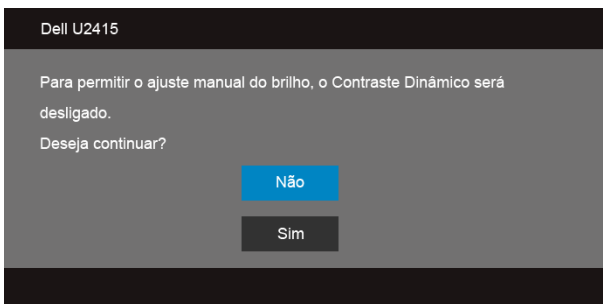 Dell U2415
Para permitir o ajuste manual do brilho, o Contraste Dinâmico será
desligado.
Deseja continuar?
Não
Sim